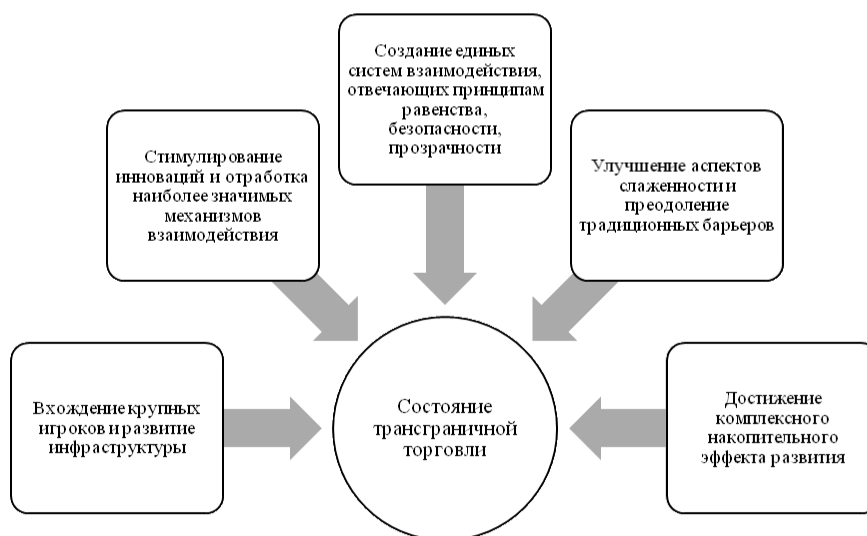 Создание единых
систем взаимодействия,
отвечающих принципам
равенства,
безопасности,
прозрачности
Стимулирование
инноваций и отработка
наиболее значимых
механизмов
взаимодействия
Улучшение аспектов
слаженности и
преодоление
традиционных барьеров
Вхождение крупных
игроков и развитие
инфраструктуры
Состояние
трансграничной
торговли
Достижение
комплексного
накопительного
эффекта развития